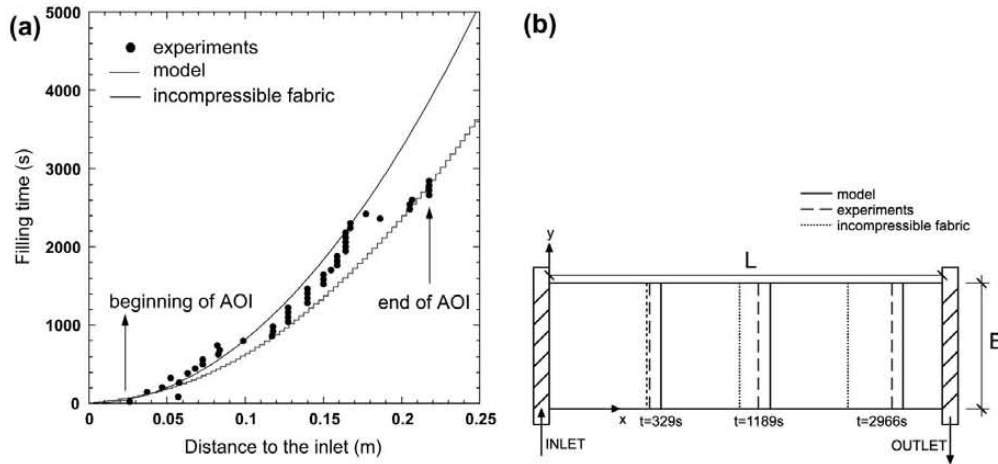 (a)
5000
4000
3000
2000
1000
0
Filling time (s)
experiments
model
incompressible fabric
beginning of AOI
end of AOI
0 0.05 0.1 0.15 0.2 0.25
Distance to the inlet (m)
(b)
model
experiments
incompressible fabric
y
L
B
x
t=329s t=1189s t=2966s
INLET OUTLET